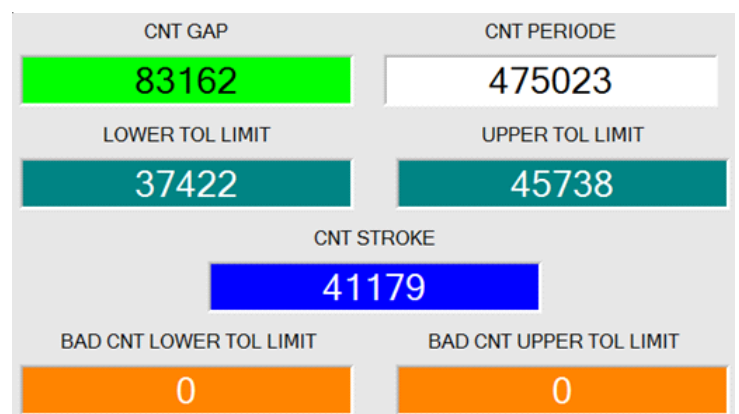 CNT GAP CNT PERIODE
83162 475023
LOWER TOL LIMIT UPPER TOL LIMIT
37422 45738
CNT STROKE
41179
BAD CNT LOWER TOL LIMIT BAD CNT UPPER TOL LIMIT
0 0